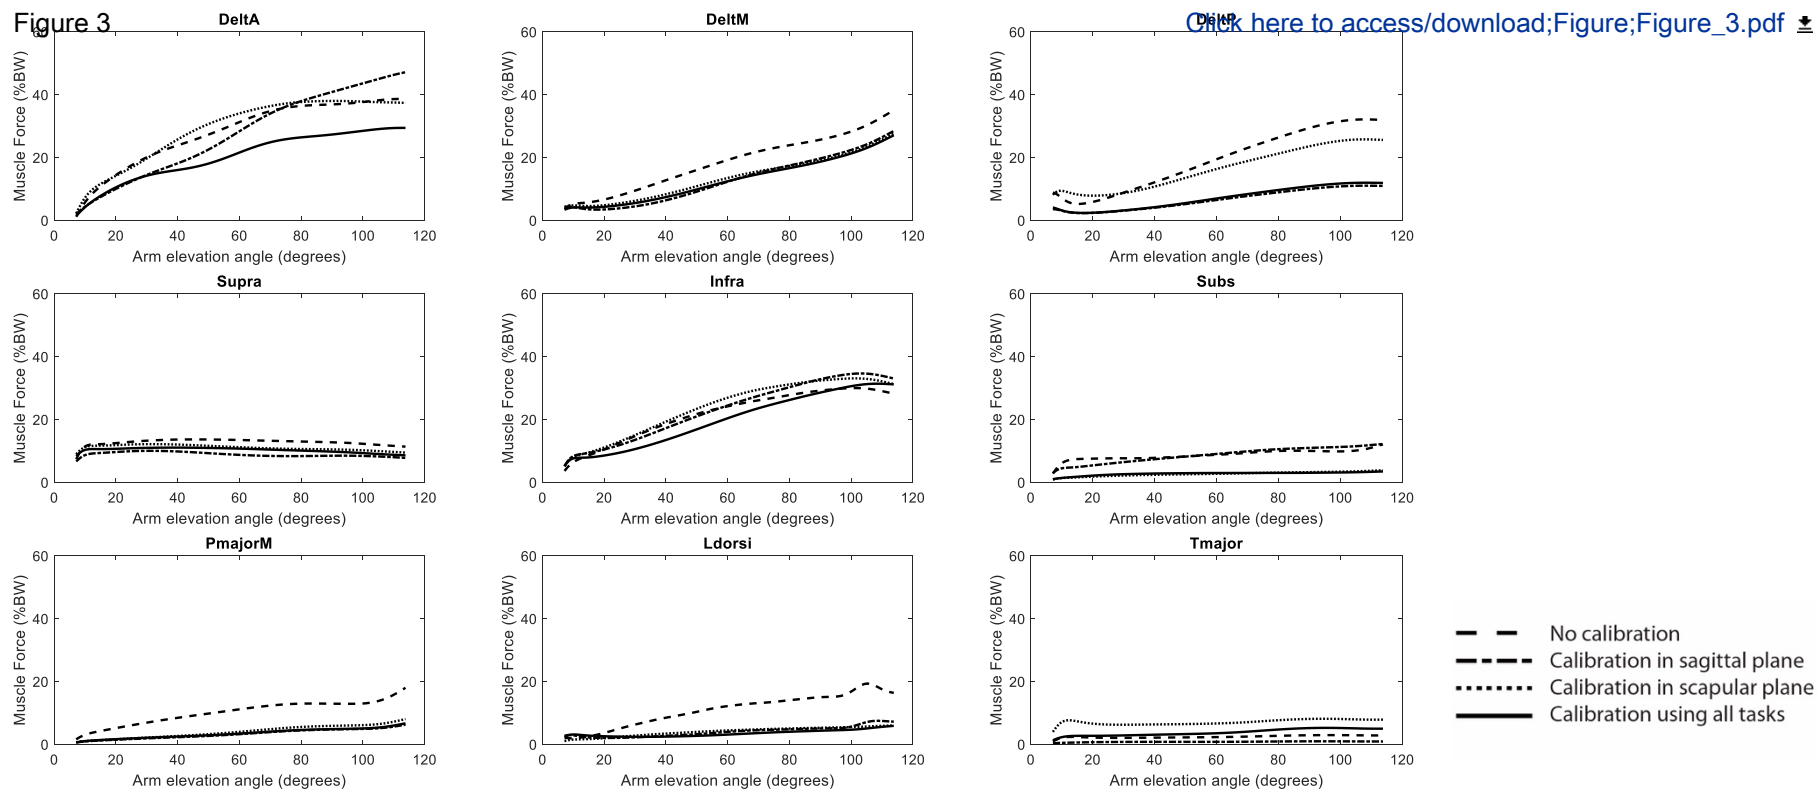 Figure 3
Click here to access/download;Figure;Figure_3.pdf
DeltA
60
40
20
0
Muscle Force (%BW)
0 20 40 60 80 100 120
Arm elevation angle (degrees)
DeltM
60
40
20
0
Muscle Force (%BW)
0 20 40 60 80 100 120
Arm elevation angle (degrees)
DeltP
60
40
20
0
Muscle Force (%BW)
0 20 40 60 80 100 120
Arm elevation angle (degrees)
Supra
60
40
20
0
Muscle Force (%BW)
0 20 40 60 80 100 120
Arm elevation angle (degrees)
Infra
60
40
20
0
Muscle Force (%BW)
0 20 40 60 80 100 120
Arm elevation angle (degrees)
Subs
60
40
20
0
Muscle Force (%BW)
0 20 40 60 80 100 120
Arm elevation angle (degrees)
PmajorM
60
40
20
0
Muscle Force (%BW)
0 20 40 60 80 100 120
Arm elevation angle (degrees)
Ldorsi
60
40
20
0
Muscle Force (%BW)
0 20 40 60 80 100 120
Arm elevation angle (degrees)
Tmajor
60
40
20
0
Muscle Force (%BW)
0 20 40 60 80 100 120
Arm elevation angle (degrees)
No calibration
Calibration in sagittal plane
Calibration in scapular plane
Calibration using all tasks